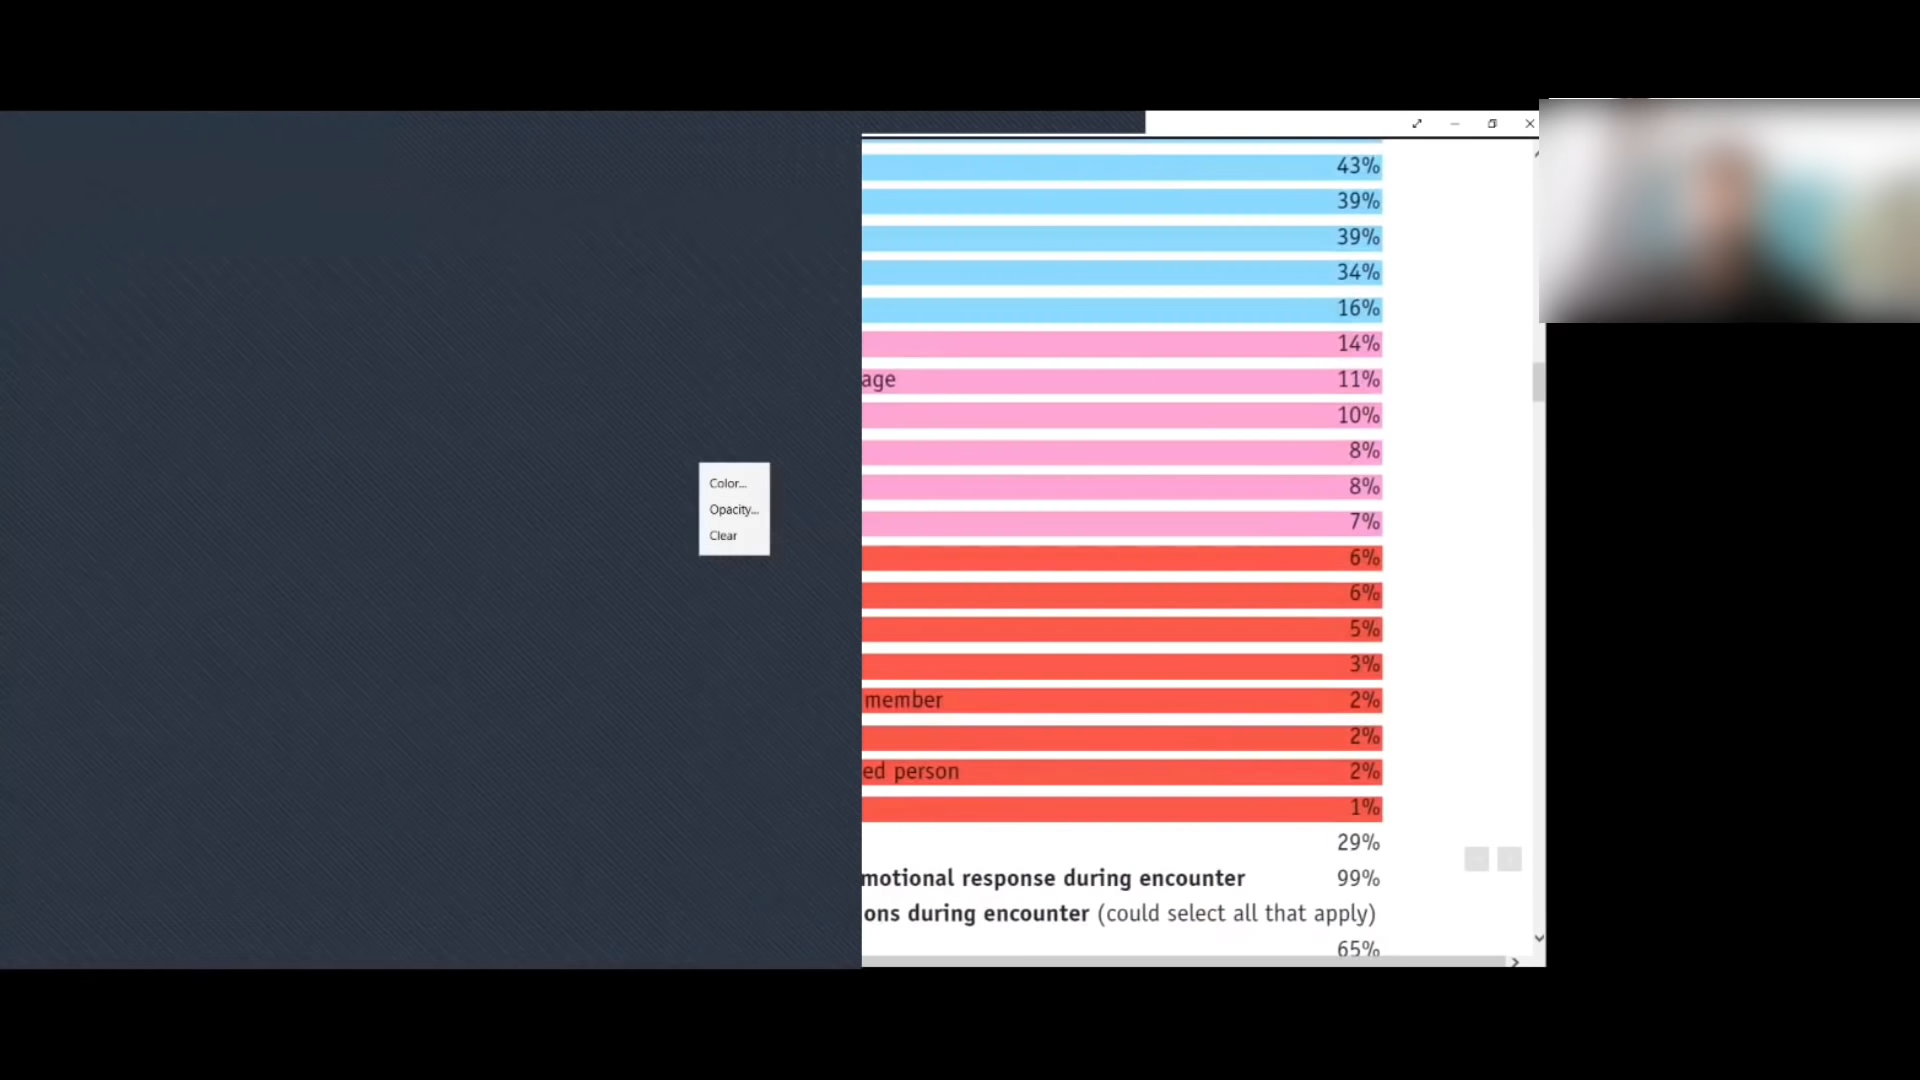 43%
39%
39%
34%
16%
14%
age 11%
10%
8%
8%
7%
Color...
Opacity...
Clear
6%
6%
5%
3%
member 2%
2%
ed person 2%
1%
29%
motional response during encounter 99%
ons during encounter (could select all that apply)
65%